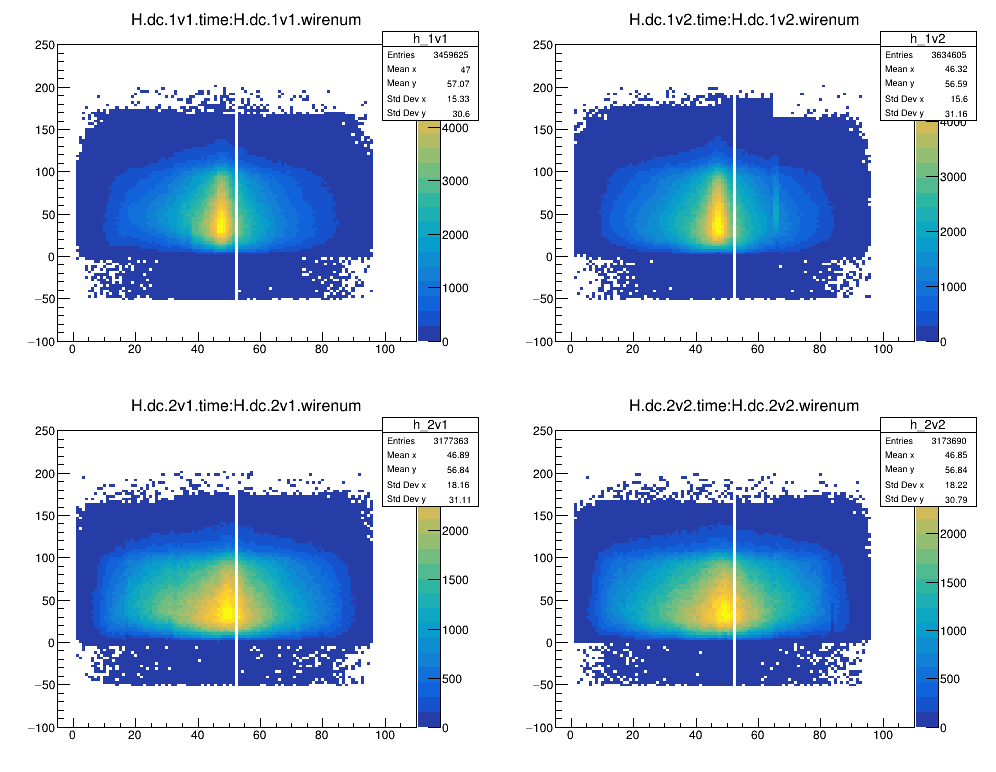 H.dc.1v1.time:H.dc.1v1.wirenum
h_1v1
Entries 3459625
Mean x 47
Mean y 57.07
Std Dev x 15.33
Std Dev y 30.6
250
200
150
100
50
0
−50
−100
0 20 40 60 80 100
4000
3000
2000
1000
0
H.dc.1v2.time:H.dc.1v2.wirenum
h_1v2
Entries 3634605
Mean x 46.32
Mean y 56.59
Std Dev x 15.6
Std Dev y 31.16
250
200
150
100
50
0
−50
−100
0 20 40 60 80 100
4000
3000
2000
1000
0
H.dc.2v1.time:H.dc.2v1.wirenum
h_2v1
Entries 3177363
Mean x 46.89
Mean y 56.84
Std Dev x 18.16
Std Dev y 31.11
250
200
150
100
50
0
−50
−100
0 20 40 60 80 100
2000
1500
1000
500
0
H.dc.2v2.time:H.dc.2v2.wirenum
h_2v2
Entries 3173690
Mean x 46.85
Mean y 56.84
Std Dev x 18.22
Std Dev y 30.79
250
200
150
100
50
0
−50
−100
0 20 40 60 80 100
2000
1500
1000
500
0